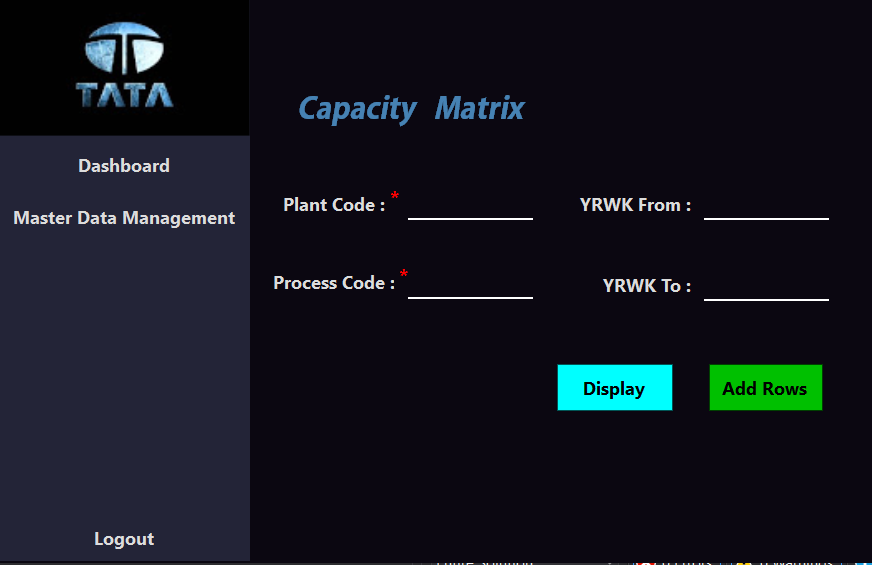 TATA
Dashboard
Master Data Management
Logout
Capacity Matrix
Plant Code : *
YRWK From :
Process Code : *
YRWK To :
Display
Add Rows